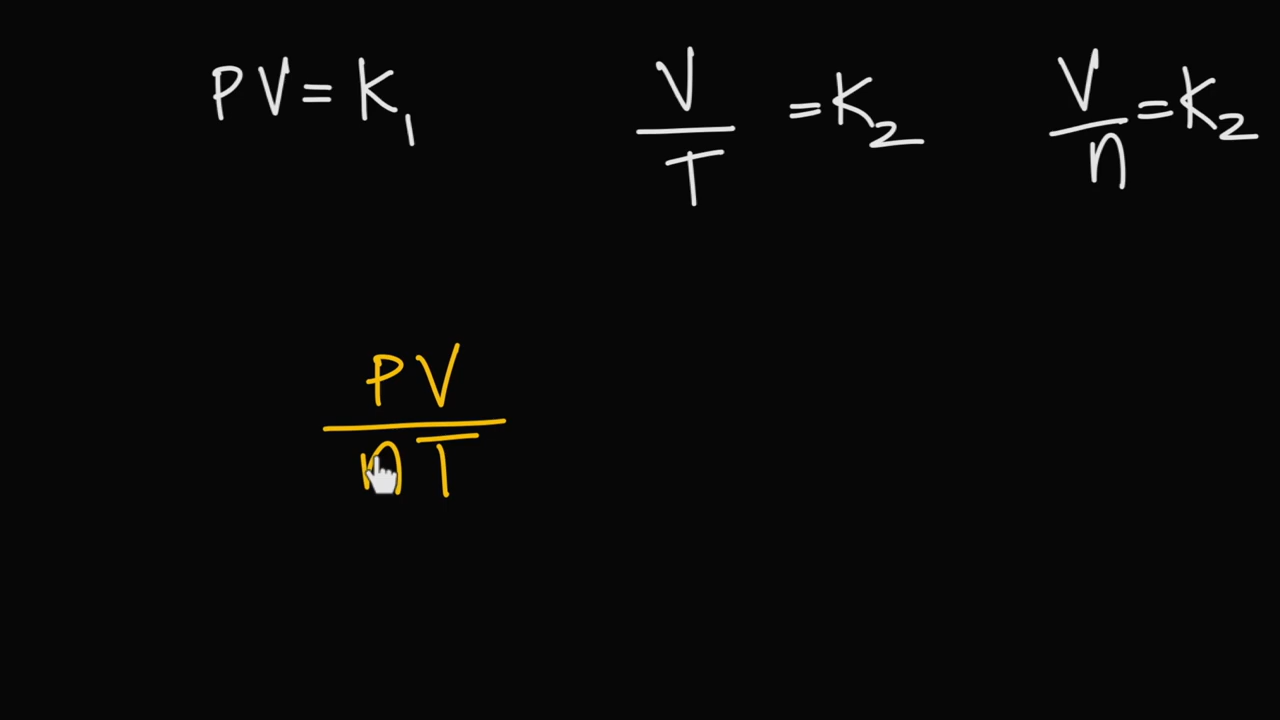 PV = K₁
V/T = K₂
V/n = K₂
PV/nT